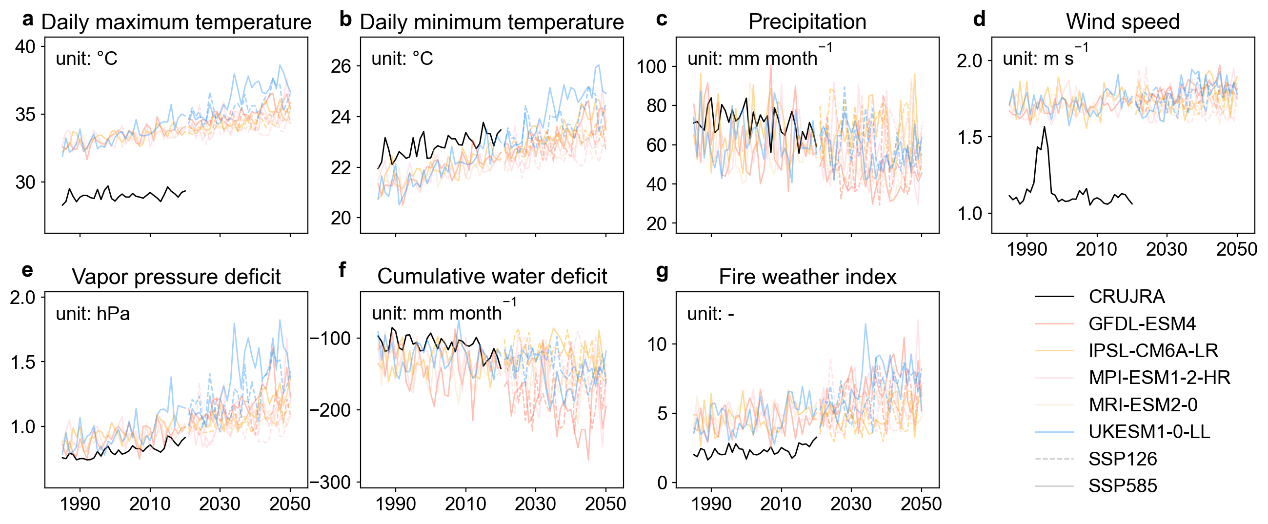 a Daily maximum temperature
unit: °C
40
35
30
b Daily minimum temperature
unit: °C
26
24
22
20
c Precipitation
unit: mm month⁻¹
100
80
60
40
20
d Wind speed
unit: m s⁻¹
2.0
1.5
1.0
1990 2010 2030 2050
e Vapor pressure deficit
unit: hPa
2.0
1.5
1.0
1990 2010 2030 2050
f Cumulative water deficit
unit: mm month⁻¹
−100
−200
−300
1990 2010 2030 2050
g Fire weather index
unit: -
10
5
0
1990 2010 2030 2050
CRUJRA
GFDL-ESM4
IPSL-CM6A-LR
MPI-ESM1-2-HR
MRI-ESM2-0
UKESM1-0-LL
SSP126
SSP585